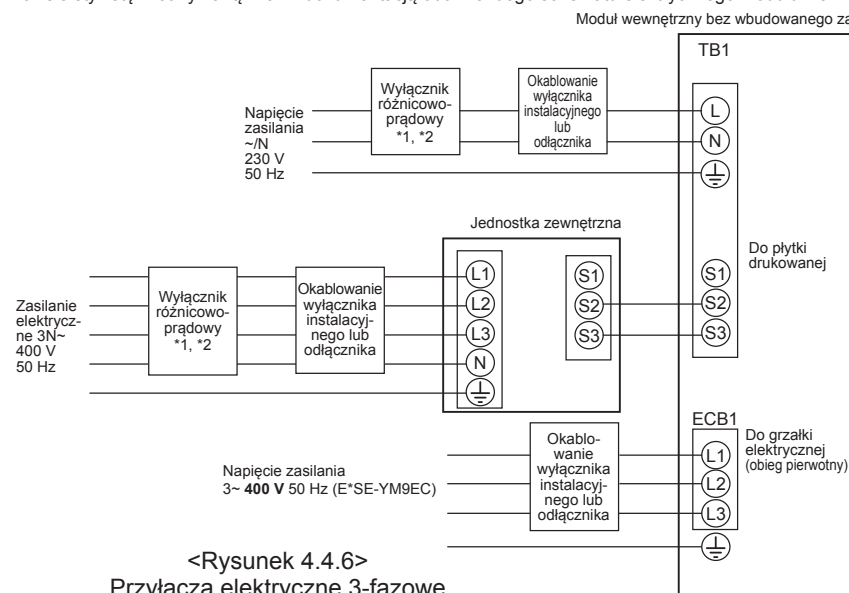 Moduł wewnętrzny bez wbudowanego
TB1
Napięcie
zasilania
~/N
230 V
50 Hz
Wyłącznik
różnicowo-
prądowy
*1, *2
Okablowanie
wyłącznika
instalacyjnego
lub
odłącznika
L
N
Jednostka zewnętrzna
Zasilanie
elektrycz-
ne 3N~
400 V
50 Hz
Wyłącznik
różnicowo-
prądowy
*1, *2
Okablowanie
wyłącznika
instalacyj-
nego lub
odłącznika
L1
L2
L3
N
S1
S2
S3
S1
S2
S3
Do płytki
drukowanej
Napięcie zasilania
3~ 400 V 50 Hz (E*SE-YM9EC)
Okablo-
wanie
wyłącznika
instalacyj-
nego lub
odłącznika
ECB1
L1
L2
L3
Do grzałki
elektrycznej
(obieg pierwotny)
<Rysunek 4.4.6>
Przyłącza elektryczne 3-fazowe